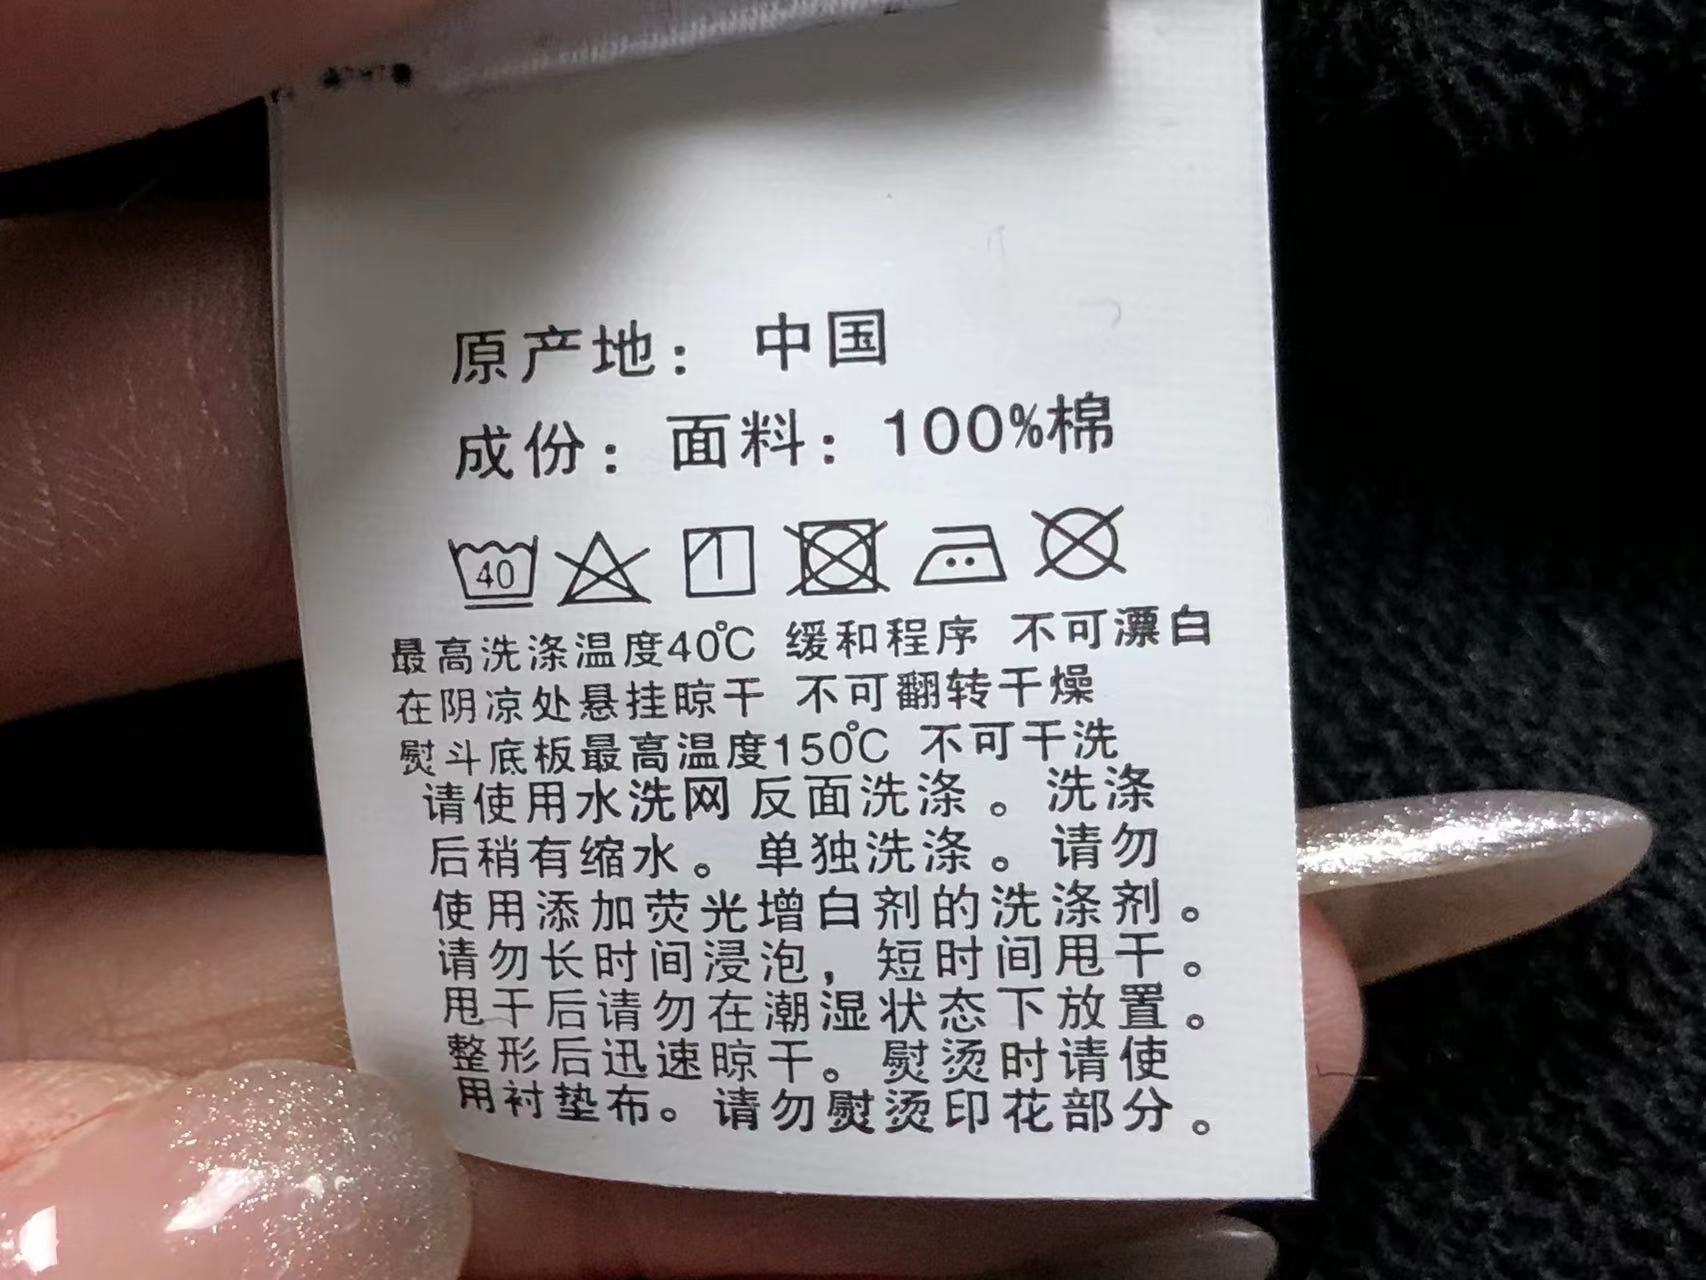 原产地： 中国
成份：面料：100%棉
40
最高洗涤温度40℃ 缓和程序 不可漂白
在阴凉处悬挂晾干 不可翻转干燥
熨斗底板最高温度150℃ 不可干洗
请使用水洗网 反面洗涤。洗涤
后稍有缩水。单独洗涤。请勿
使用添加荧光增白剂的洗涤剂。
请勿长时间浸泡，短时间甩干。
甩干后请勿在潮湿状态下放置。
整形后迅速晾干。熨烫时请使
用衬垫布。请勿熨烫印花部分。